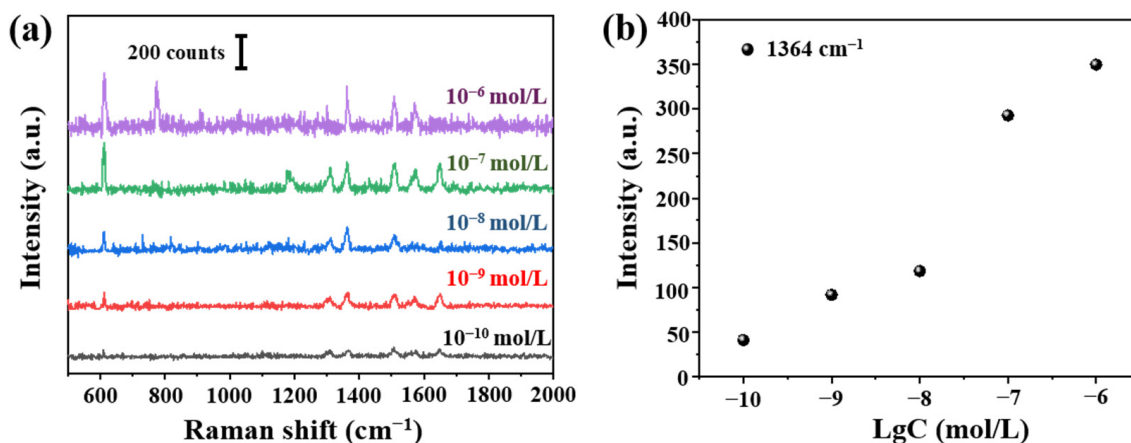 (a)
200 counts
10⁻⁶ mol/L
10⁻⁷ mol/L
10⁻⁸ mol/L
10⁻⁹ mol/L
10⁻¹⁰ mol/L
Intensity (a.u.)
600 800 1000 1200 1400 1600 1800 2000
Raman shift (cm⁻¹)
(b)
1364 cm⁻¹
400
350
300
250
200
150
100
50
0
Intensity (a.u.)
−10 −9 −8 −7 −6
LgC (mol/L)